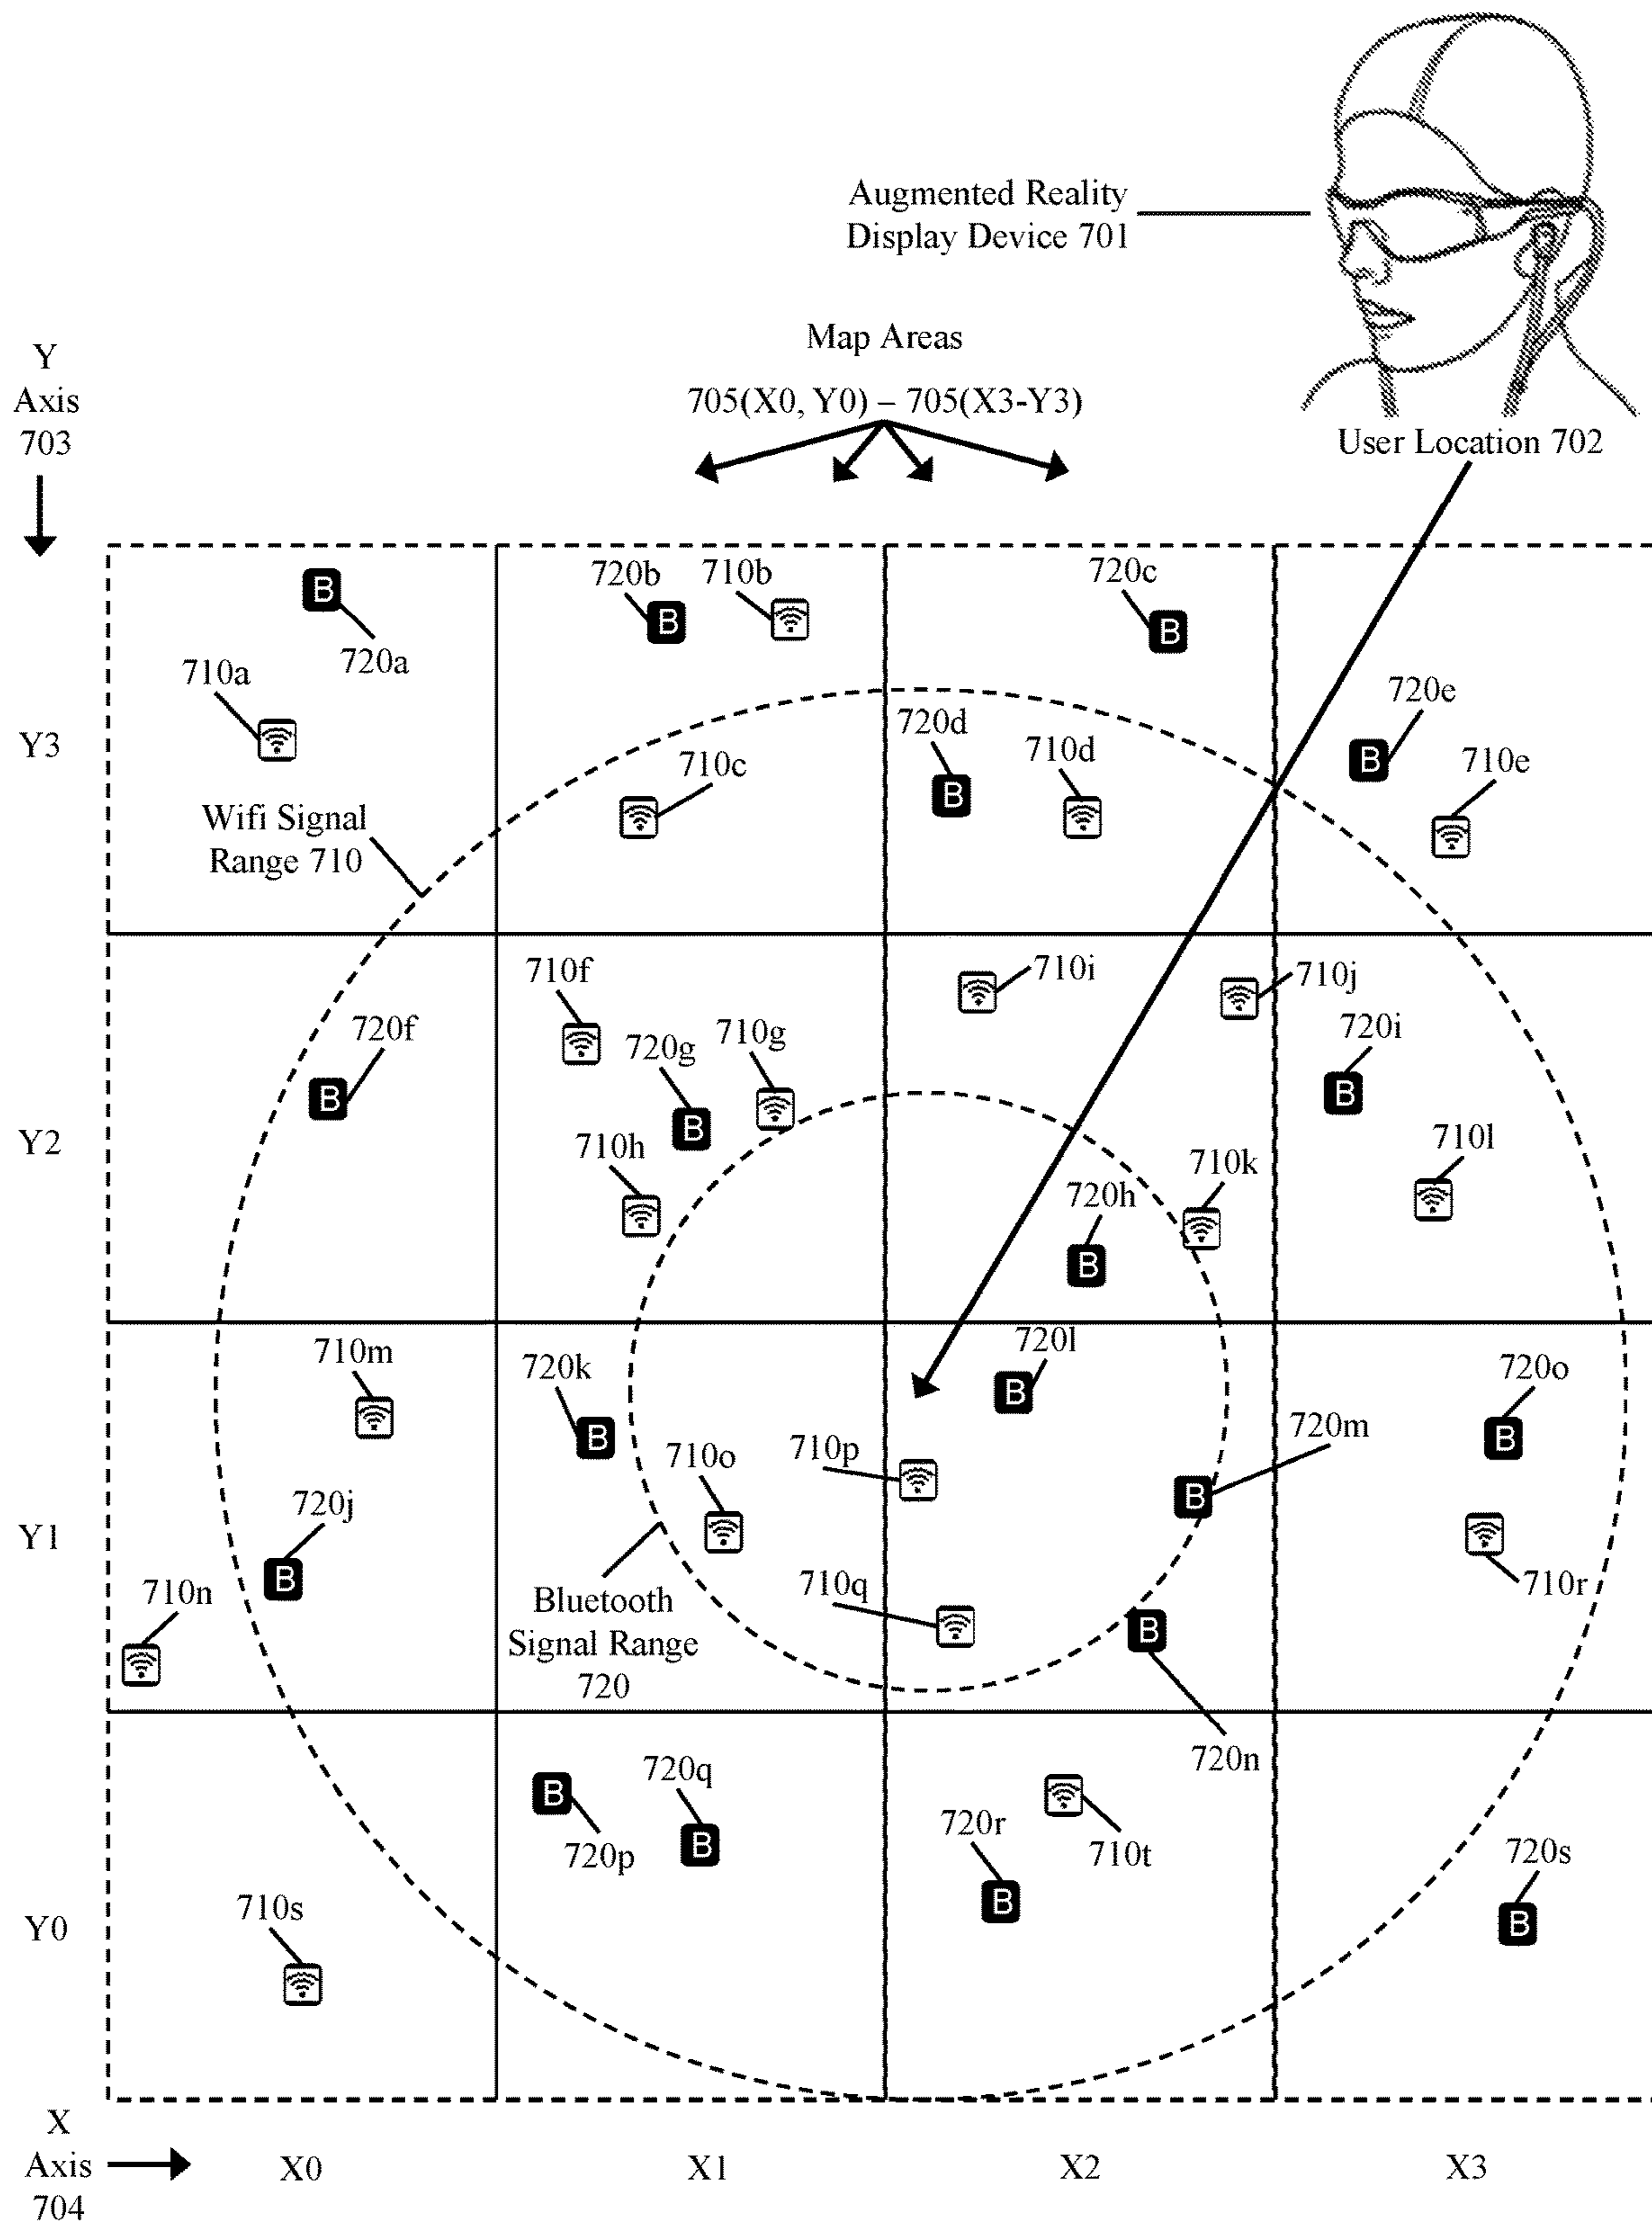 Augmented Reality
Display Device 701
Map Areas
705(X0, Y0) – 705(X3-Y3)
User Location 702
Y
Axis
703
720b
710b
720c
B
B
B
B
720a
710a
720e
Y3
720d
710d
710c
B
710e
B
Wifi Signal
Range 710
710f
710i
710j
720f
720g
710g
720i
B
B
B
Y2
710h
710l
710k
720h
B
710m
720k
720l
B
720o
B
B
720m
710o
710p
B
720j
Y1
B
710n
710q
710r
Bluetooth
Signal Range
720
B
720n
720q
B
720p
B
720r
710t
720s
B
B
710s
Y0
X
Axis
704
X0
X1
X2
X3